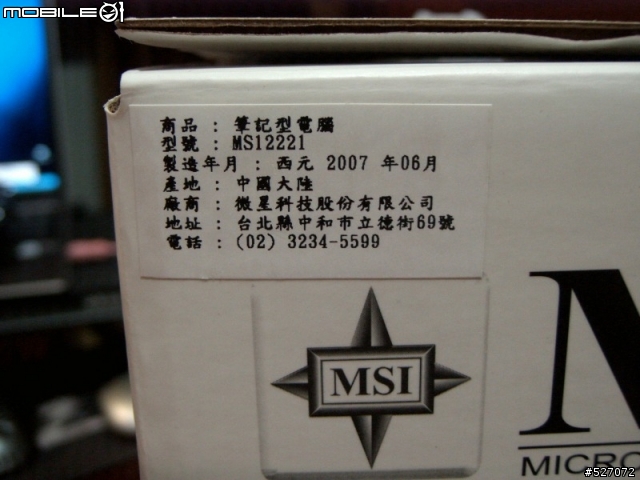 MOBILE01
商品 : 筆記型電腦
型號 : MS12221
製造年月 : 西元 2007 年06月
產地 : 中國大陸
廠商 : 微星科技股份有限公司
地址 : 台北縣中和市立德街69號
電話 : (02) 3234-5599
MSI
M
MICRO
#527072